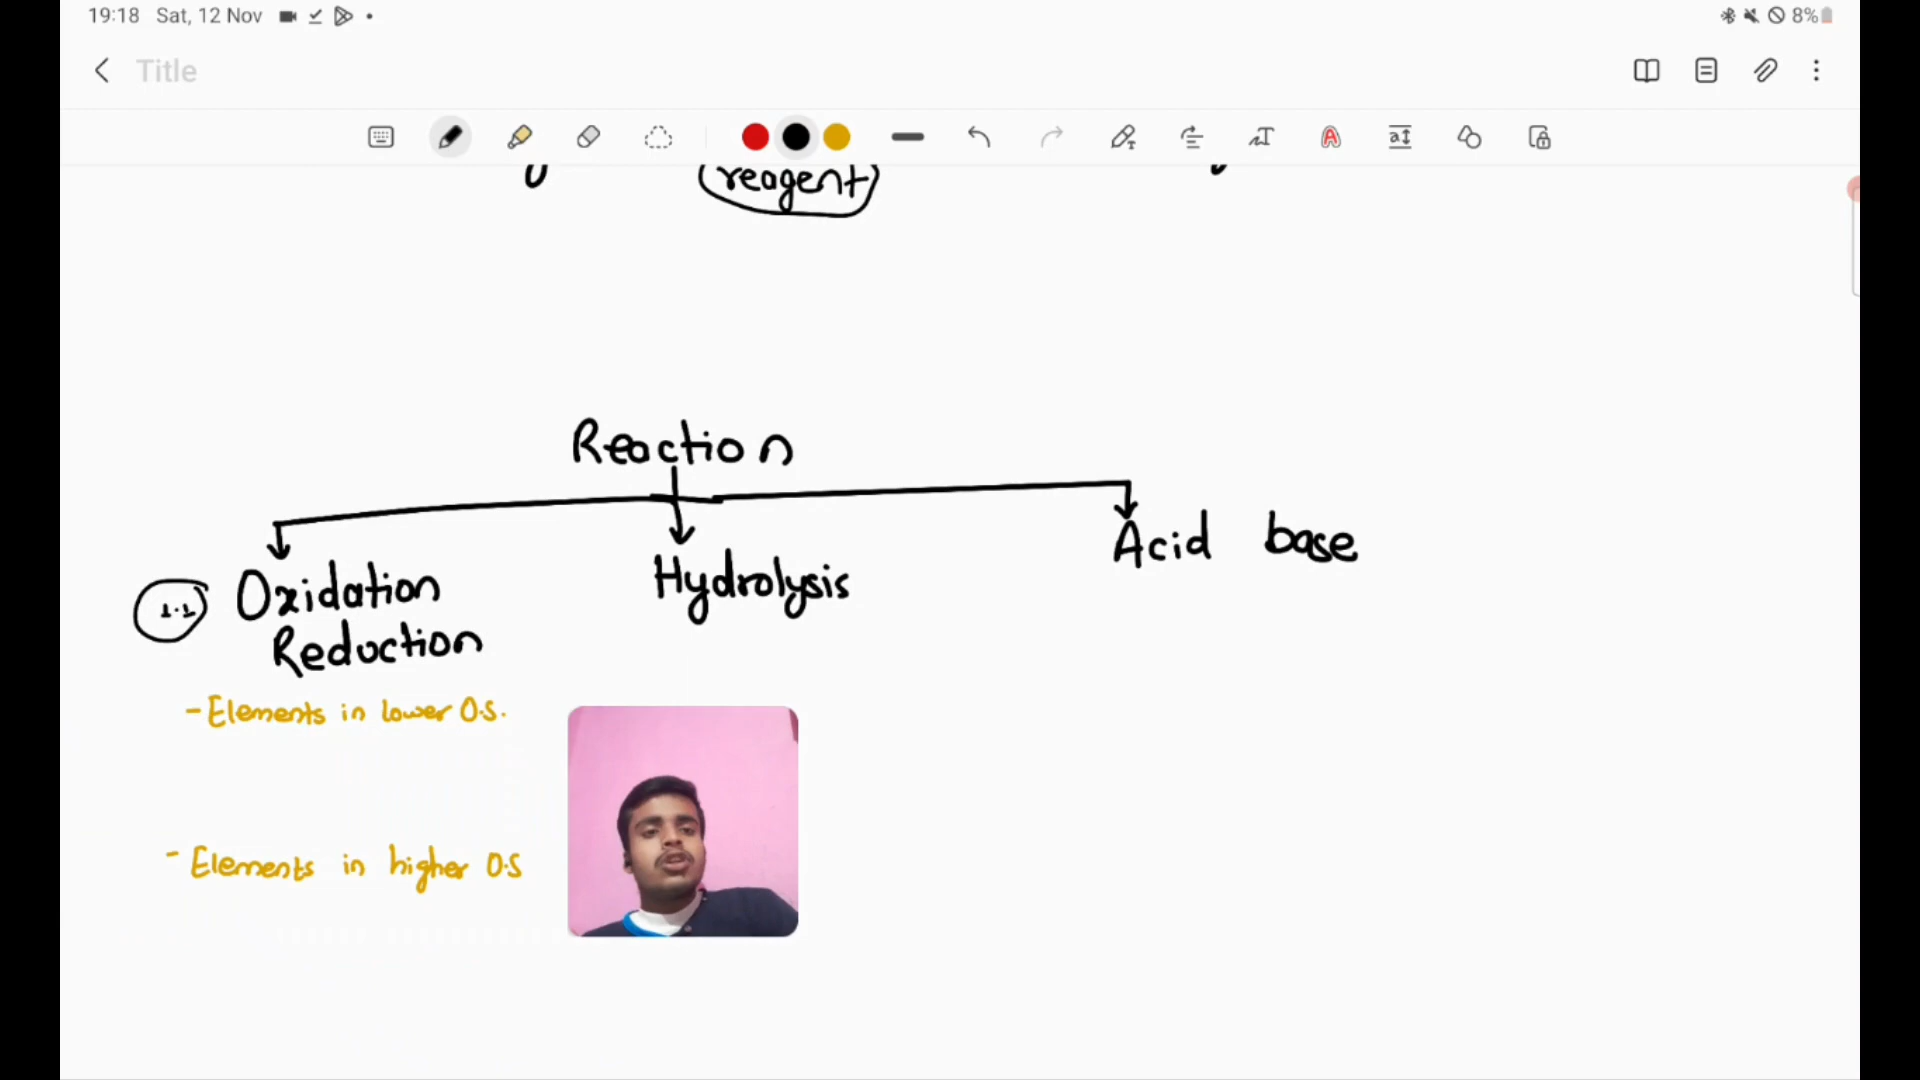 19:18 Sat, 12 Nov
8%
Title
reagent
Reaction
Oxidation
Reduction
Hydrolysis
Acid base
1.1
- Elements in lower O.S.
- Elements in higher O.S